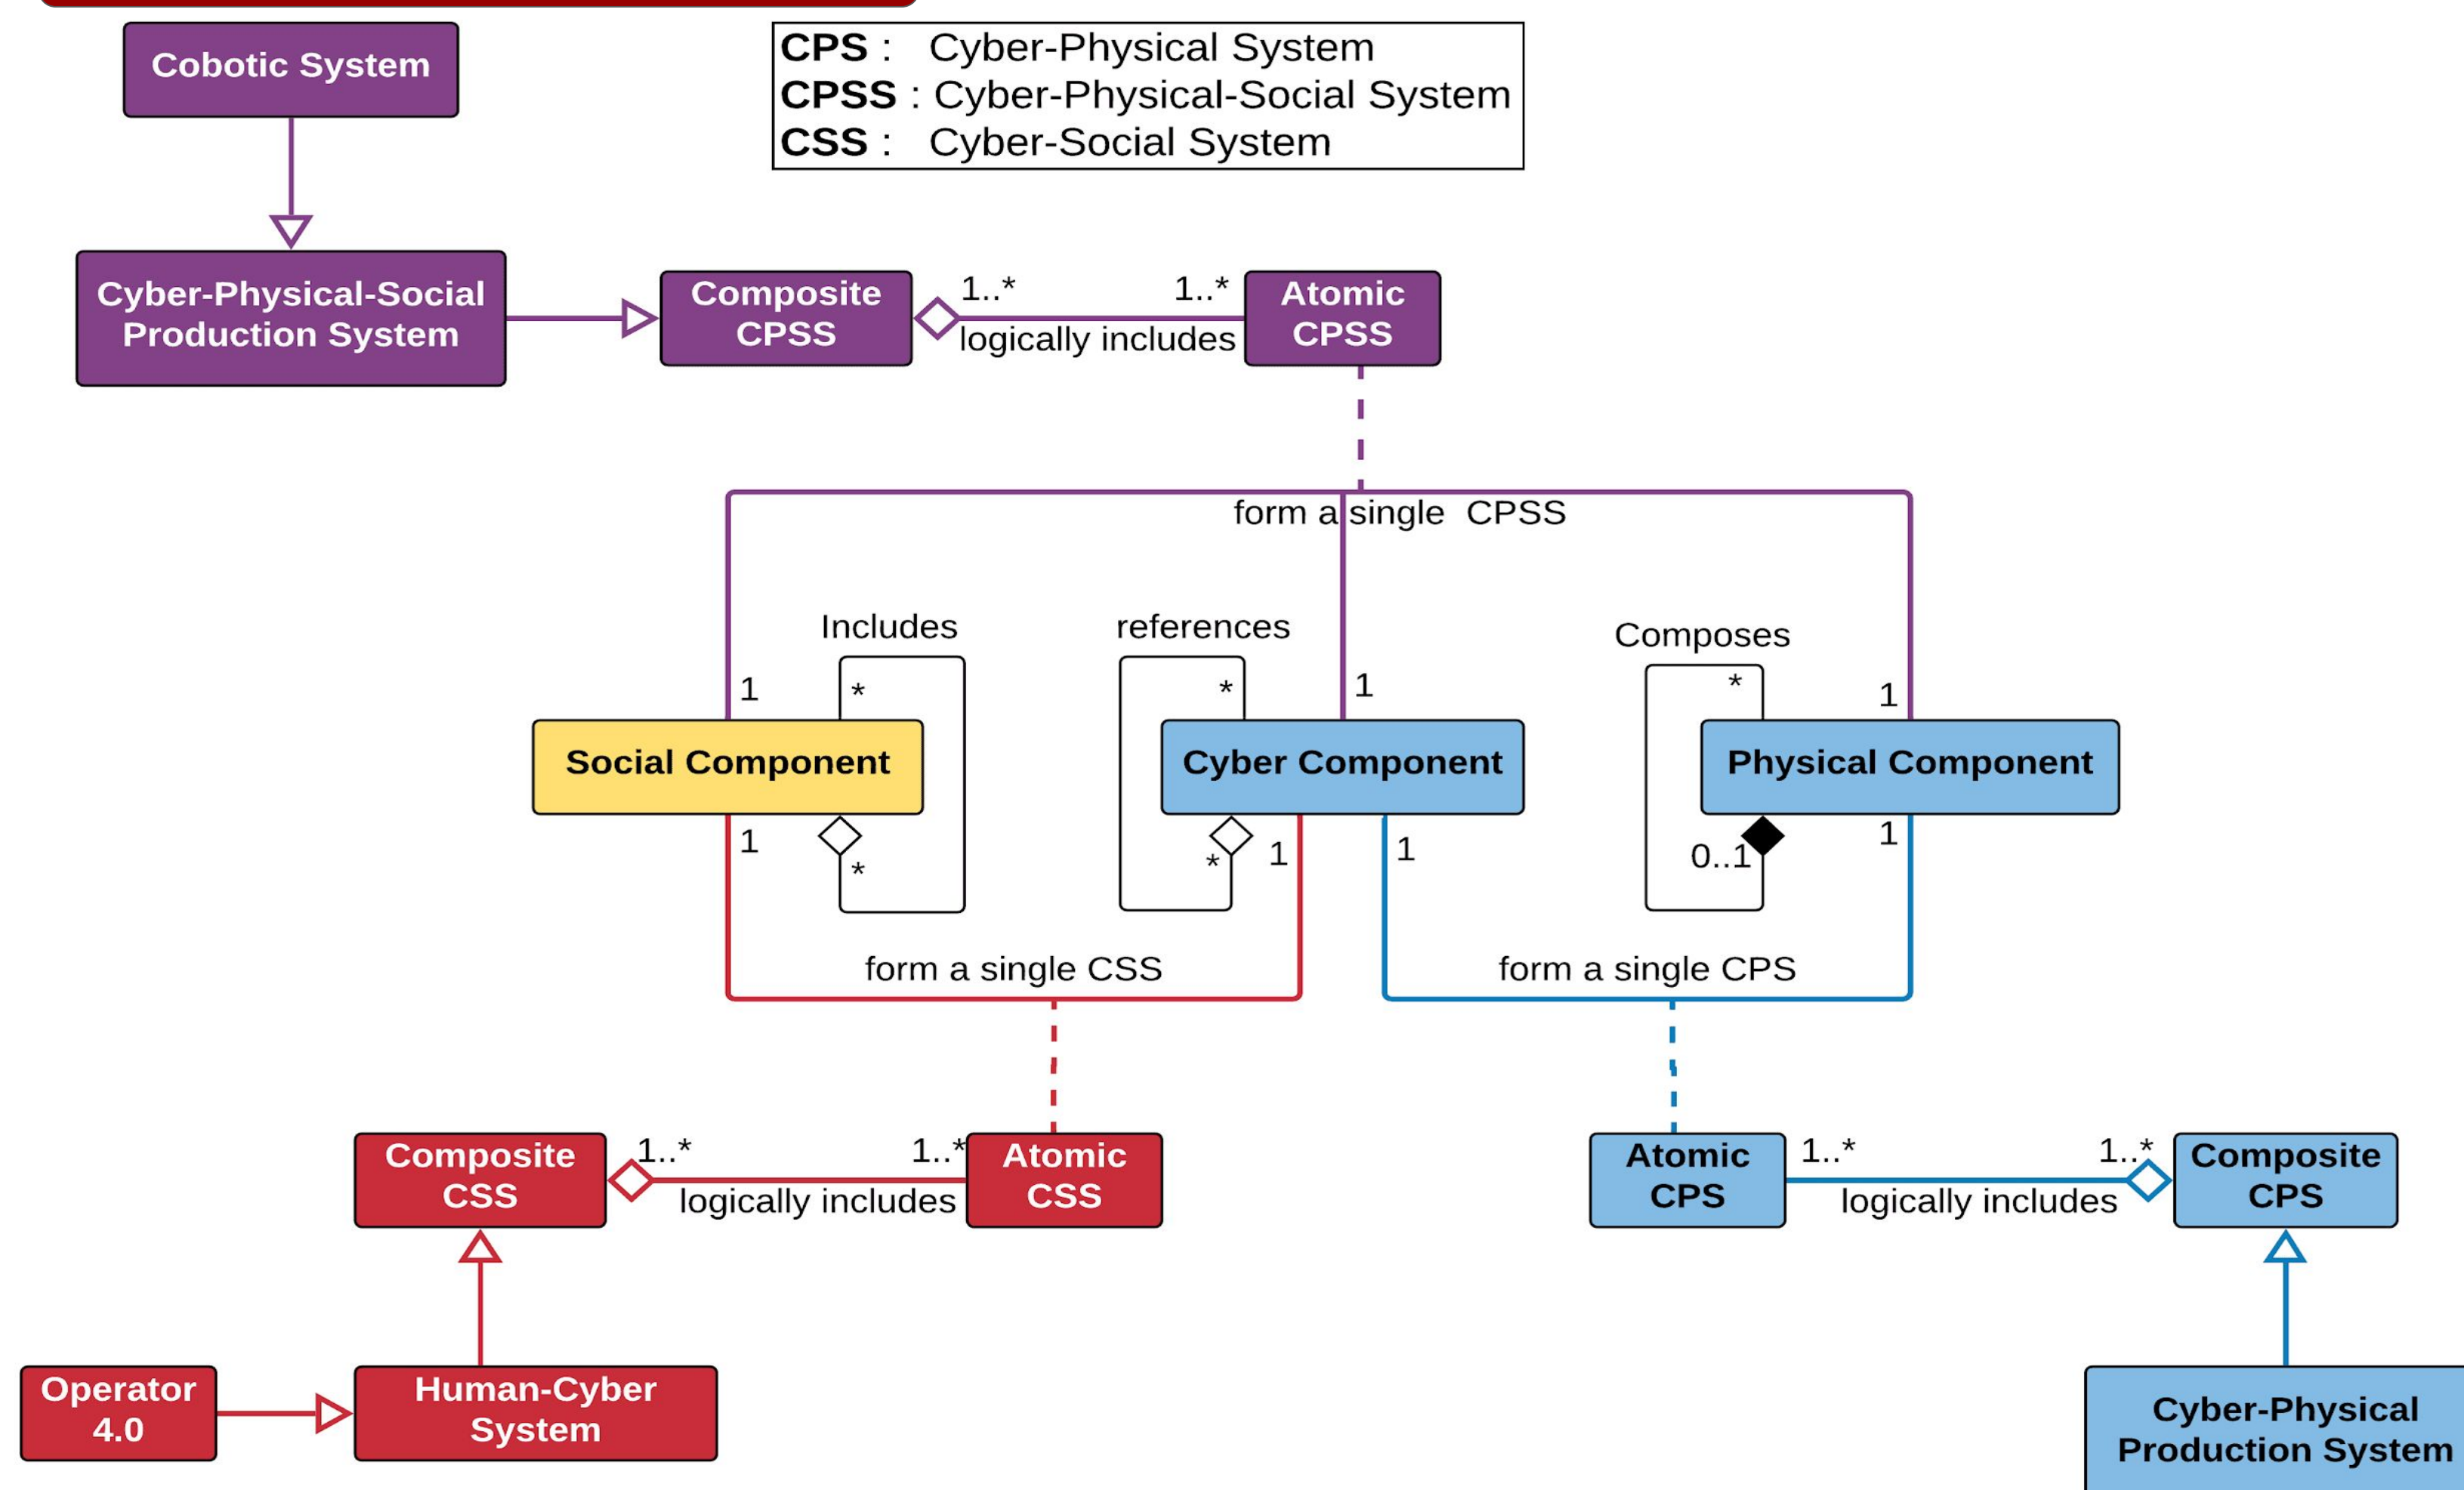 Cobotic System
CPS :   Cyber-Physical System
CPSS : Cyber-Physical-Social System
CSS :   Cyber-Social System
Cyber-Physical-Social
Production System
Composite
CPSS
1..*
1..*
logically includes
Atomic
CPSS
form a single  CPSS
Includes
references
Composes
1
*
*
1
*
1
Social Component
Cyber Component
Physical Component
1
*
*
1
1
0..1
1
form a single CSS
form a single CPS
Composite
CSS
1..*
1..*
logically includes
Atomic
CSS
Atomic
CPS
1..*
1..*
logically includes
Composite
CPS
Operator
4.0
Human-Cyber
System
Cyber-Physical
Production System